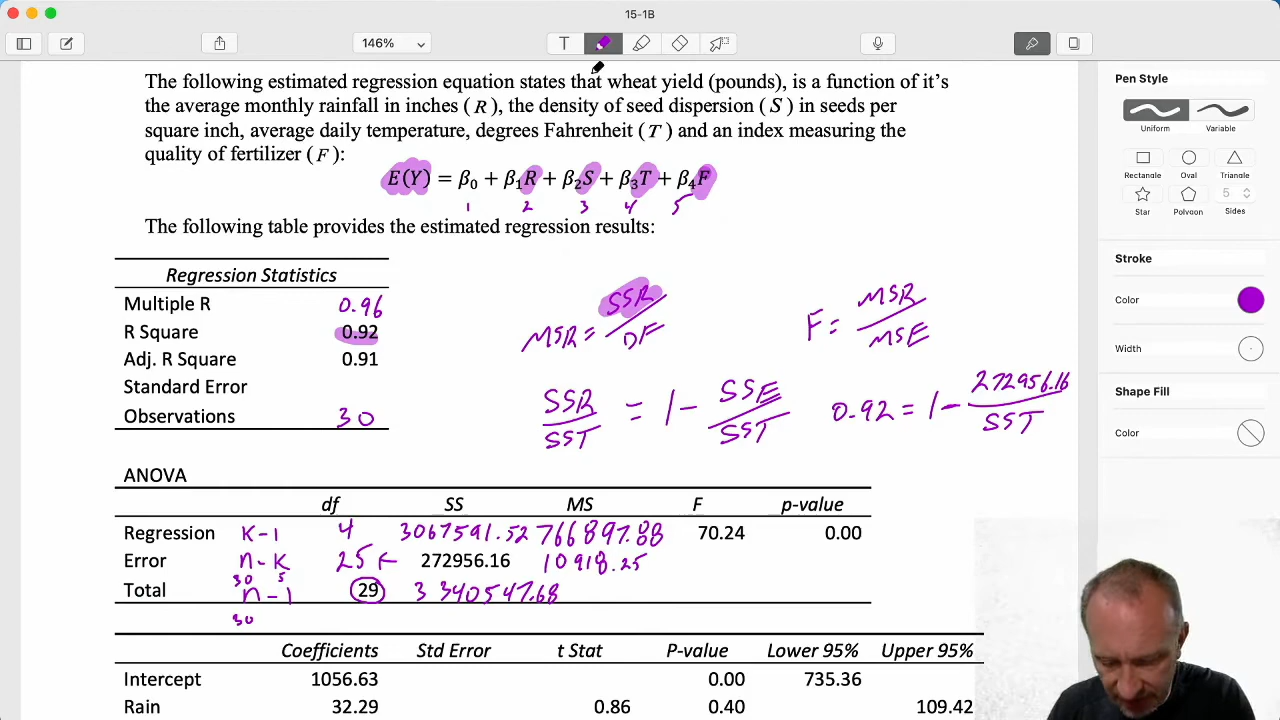 15-1B
146%
T
Pen Style
Uniform Variable
Rectangle Oval Triangle
Star Polygon Sides
5
Stroke
Color
Width
Shape Fill
Color
The following estimated regression equation states that wheat yield (pounds), is a function of it's
the average monthly rainfall in inches (R), the density of seed dispersion (S) in seeds per
square inch, average daily temperature, degrees Fahrenheit (T) and an index measuring the
quality of fertilizer (F):
E(Y) = β0 + β1R + β2S + β3T + β4F
1 2 3 4 5
The following table provides the estimated regression results:
Regression Statistics
Multiple R 0.96
R Square 0.92
Adj. R Square 0.91
Standard Error
Observations 30
MSR = SSR/DF
F = MSR/MSE
SSR/SST = 1 - SSE/SST
0.92 = 1 - 272956.16/SST
ANOVA
df SS MS F p-value
Regression K-1 4 3067591.52 766897.88 70.24 0.00
Error n-K 25 ← 272956.16 10918.25
30 5
Total n-1 29 3340547.68
30
Coefficients Std Error t Stat P-value Lower 95% Upper 95%
Intercept 1056.63 0.00 735.36
Rain 32.29 0.86 0.40 109.42